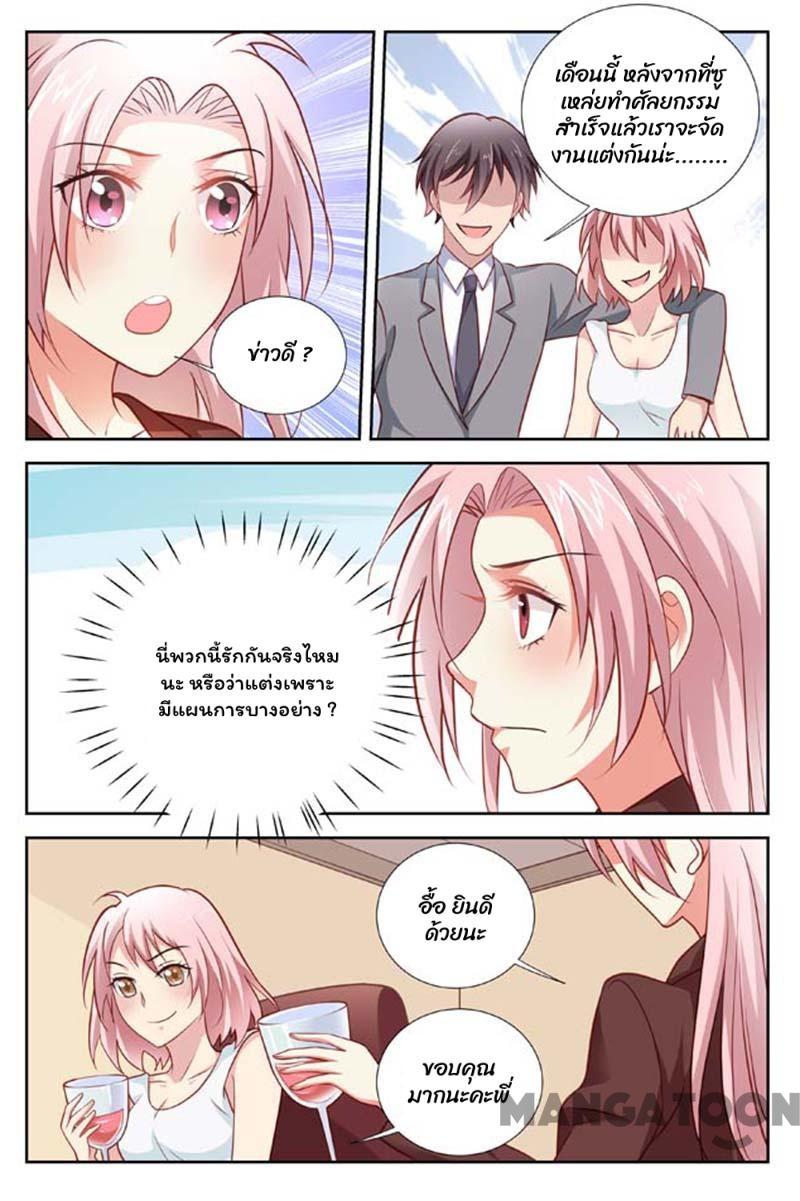 ข่าวดี ?
เดือนนี้ หลังจากที่ซู
เหล่ยทำศัลยกรรม
สำเร็จแล้วเราจะจัด
งานแต่งกันน่ะ........
นี่พวกนี้รักกันจริงไหม
นะ หรือว่าแต่งเพราะ
มีแผนการบางอย่าง ?
อื้อ ยินดี
ด้วยนะ
ขอบคุณ
มากนะคะพี่
MANGATOON